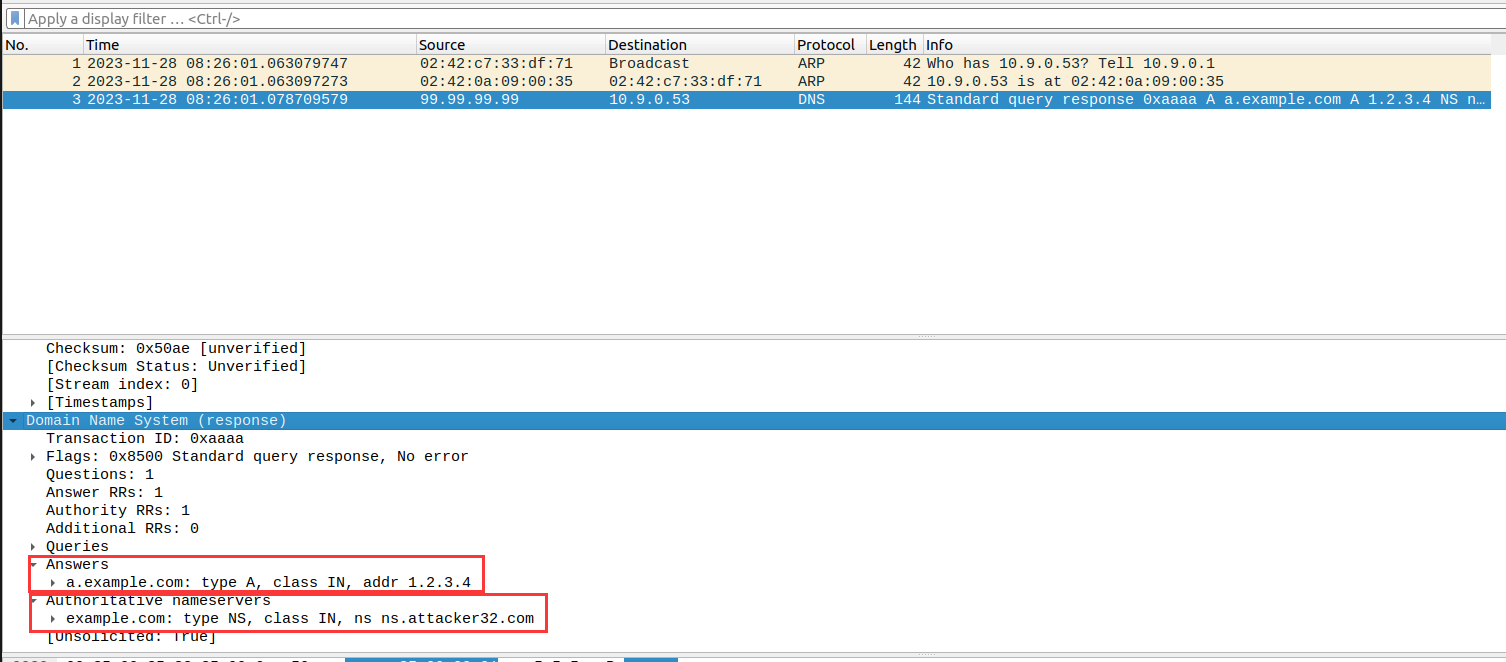 Apply a display filter … <Ctrl-/>
No. Time Source Destination Protocol Length Info
1 2023-11-28 08:26:01.063079747 02:42:c7:33:df:71 Broadcast ARP 42 Who has 10.9.0.53? Tell 10.9.0.1
2 2023-11-28 08:26:01.063097273 02:42:0a:09:00:35 02:42:c7:33:df:71 ARP 42 10.9.0.53 is at 02:42:0a:09:00:35
3 2023-11-28 08:26:01.078709579 99.99.99.99 10.9.0.53 DNS 144 Standard query response 0xaaaa A a.example.com A 1.2.3.4 NS n…
Checksum: 0x50ae [unverified]
[Checksum Status: Unverified]
[Stream index: 0]
[Timestamps]
Domain Name System (response)
Transaction ID: 0xaaaa
Flags: 0x8500 Standard query response, No error
Questions: 1
Answer RRs: 1
Authority RRs: 1
Additional RRs: 0
Queries
Answers
a.example.com: type A, class IN, addr 1.2.3.4
Authoritative nameservers
example.com: type NS, class IN, ns ns.attacker32.com
[Unsolicited: True]